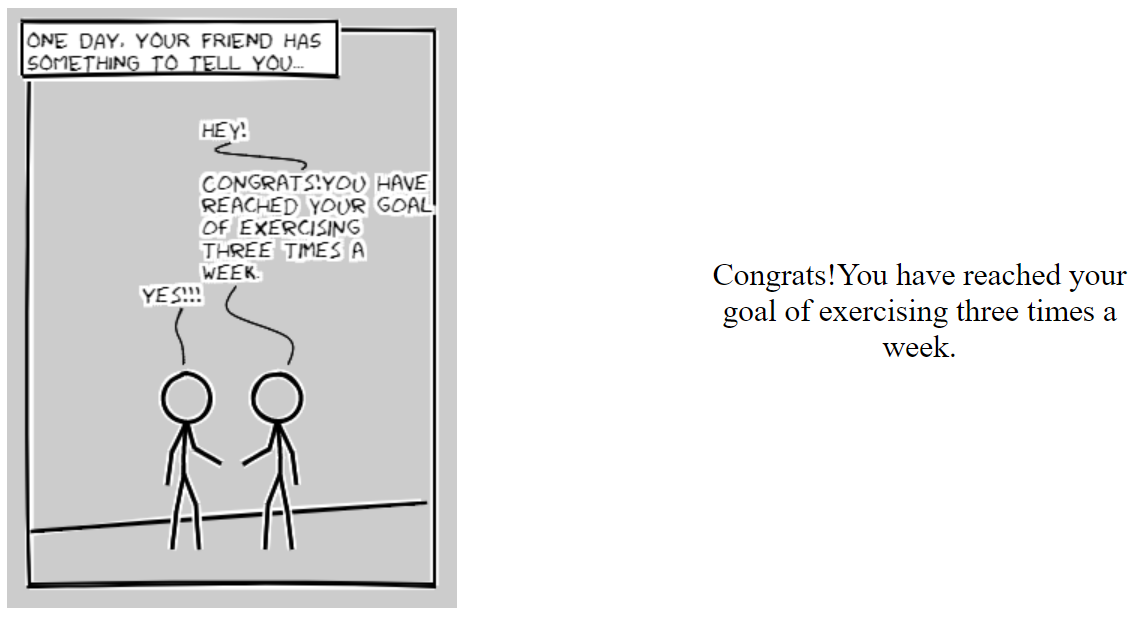 ONE DAY, YOUR FRIEND HAS
SOMETHING TO TELL YOU...
HEY!
CONGRATS!YOU HAVE
REACHED YOUR GOAL
OF EXERCISING
THREE TIMES A
WEEK.
YES!!!
Congrats!You have reached your
goal of exercising three times a
week.